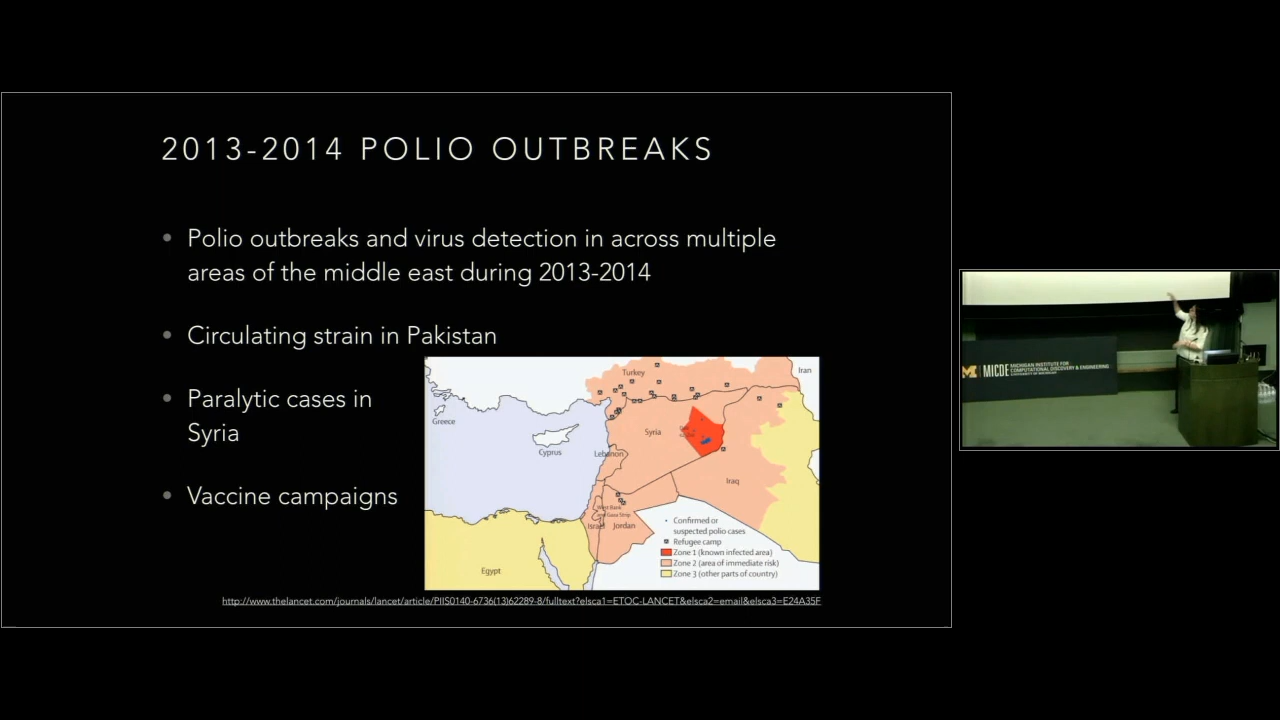 2013-2014 POLIO OUTBREAKS
• Polio outbreaks and virus detection in across multiple
areas of the middle east during 2013-2014
• Circulating strain in Pakistan
• Paralytic cases in
Syria
• Vaccine campaigns
Turkey
Iran
Greece
Cyprus
Syria
Lebanon
Iraq
West Bank
and Gaza Strip
Israel
Jordan
Egypt
Confirmed or
suspected polio cases
Refugee camp
Zone 1 (known infected area)
Zone 2 (area of immediate risk)
Zone 3 (other parts of country)
http://www.thelancet.com/journals/lancet/article/PIIS0140-6736(13)62289-8/fulltext?elsca1=ETOC-LANCET&elsca2=email&elsca3=E24A35F
M MICDE MICHIGAN INSTITUTE FOR
COMPUTATIONAL DISCOVERY & ENGINEERING
UNIVERSITY OF MICHIGAN